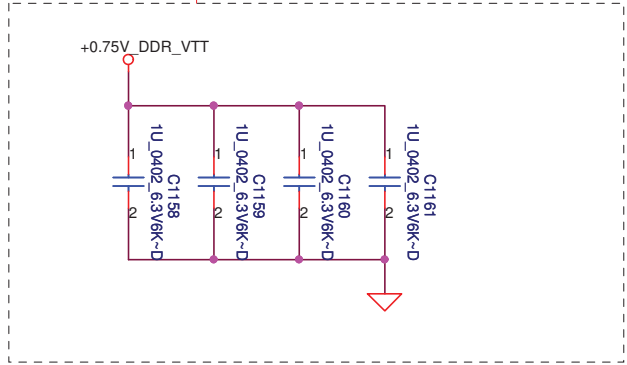 +0.75V_DDR_VTT
1
2
C1158
1U_0402_6.3V6K~D
1
2
C1159
1U_0402_6.3V6K~D
1
2
C1160
1U_0402_6.3V6K~D
1
2
C1161
1U_0402_6.3V6K~D